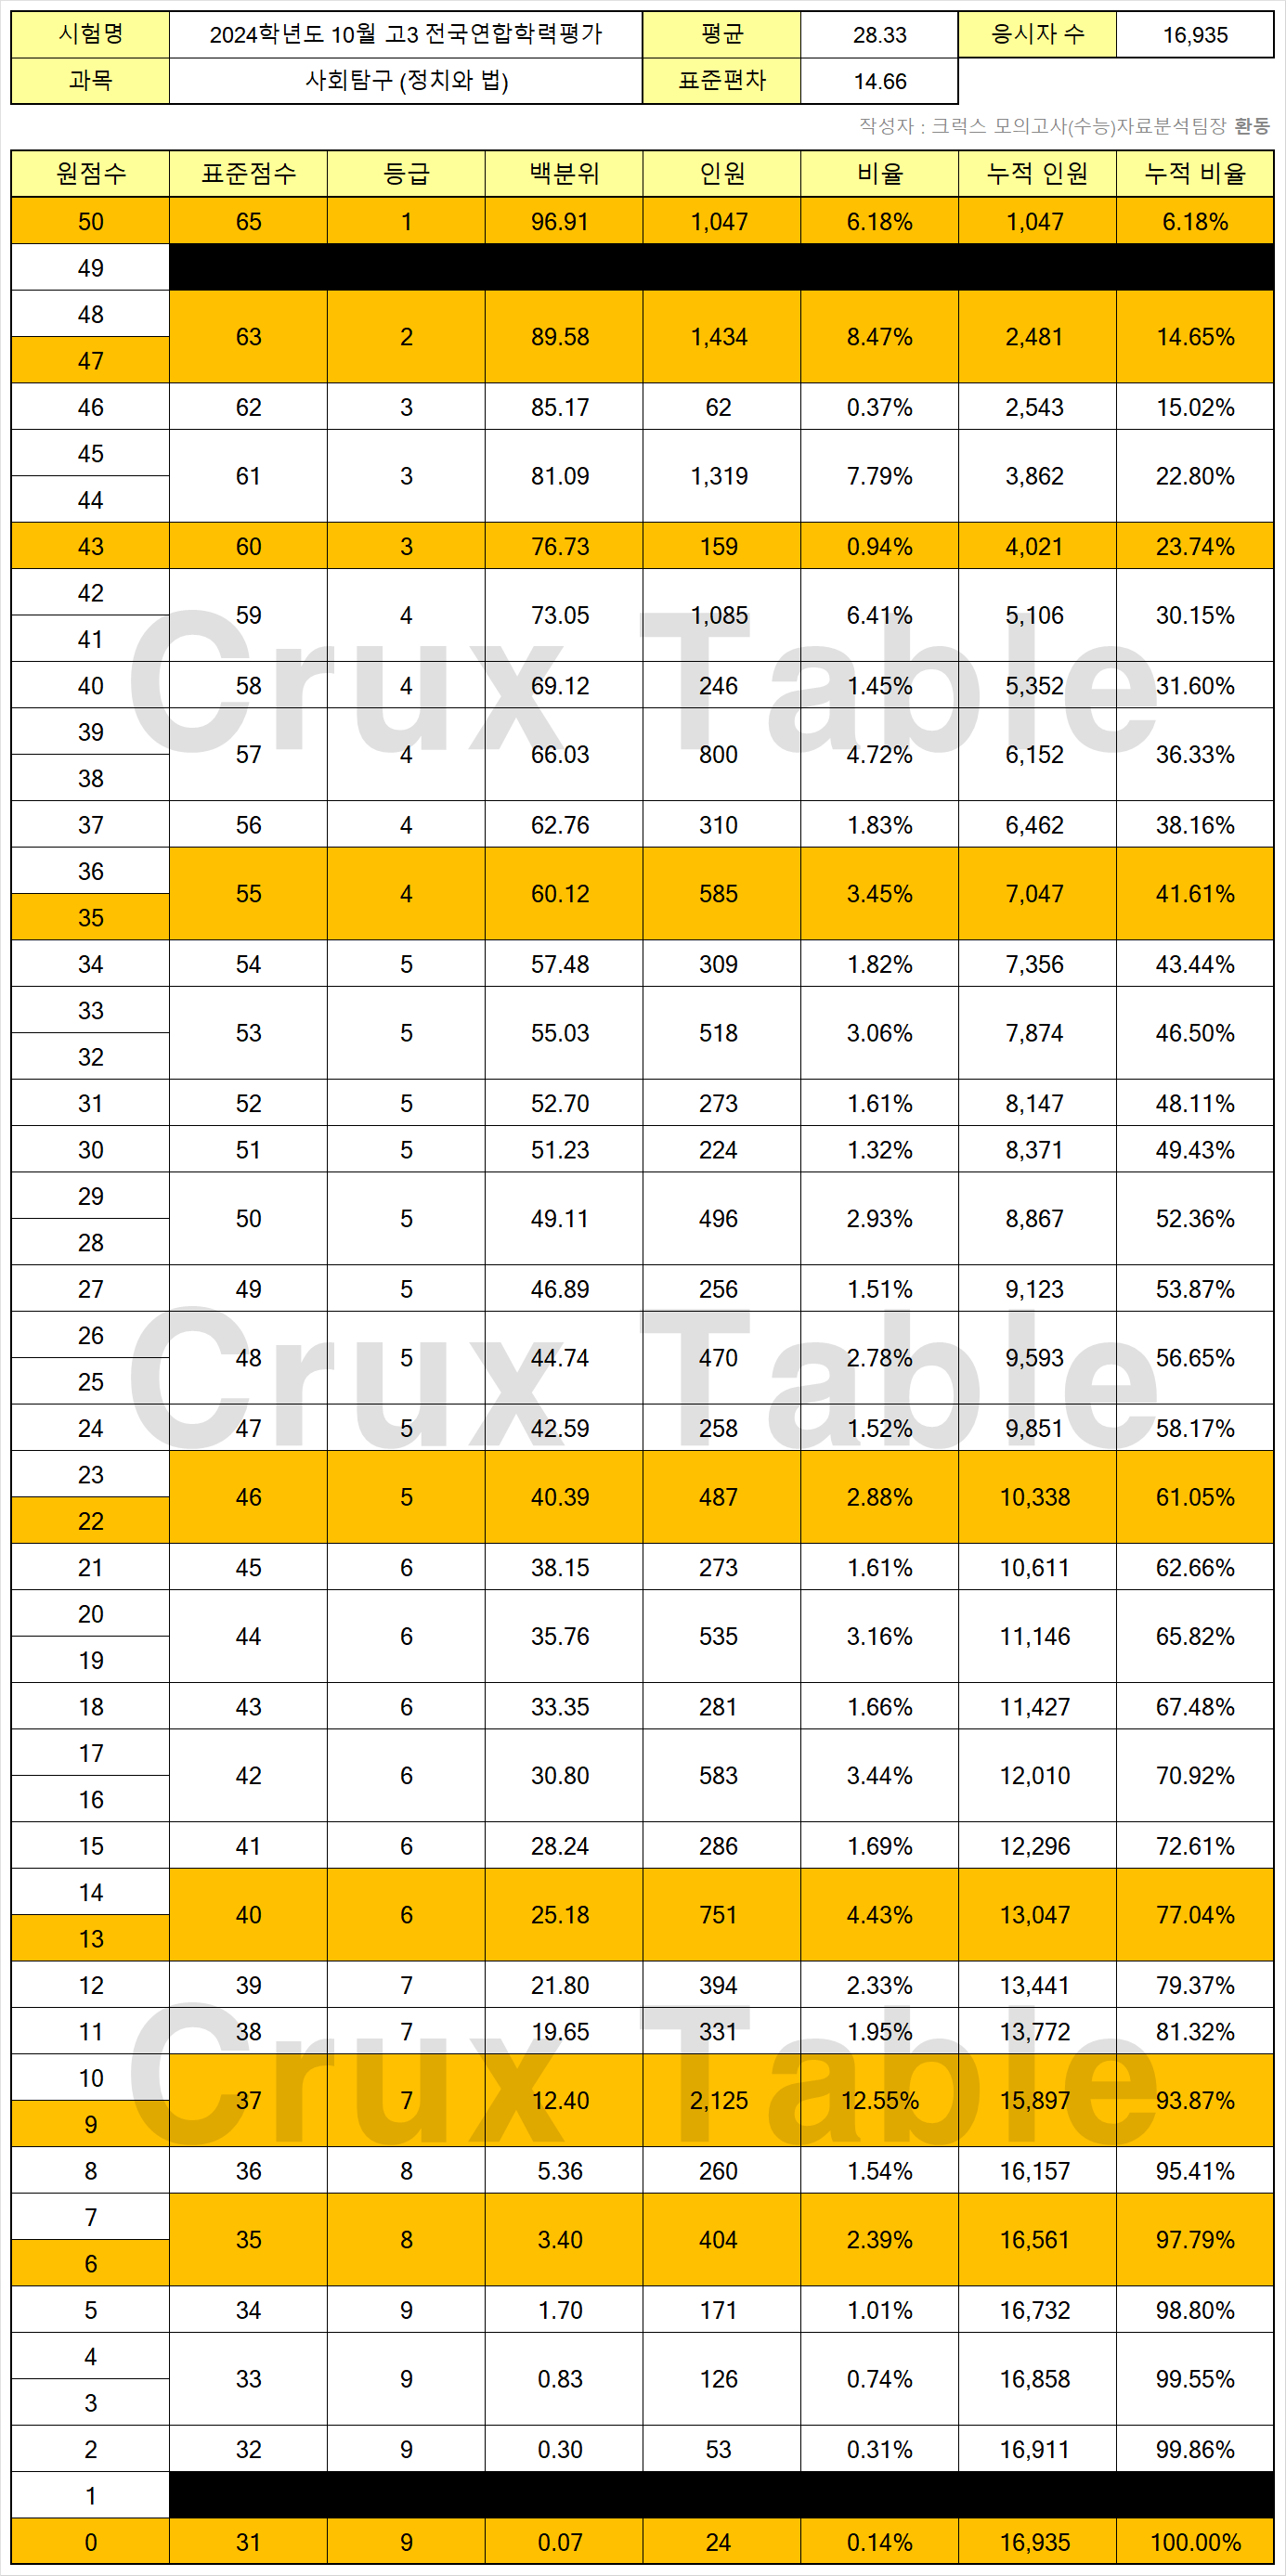 시험명 2024학년도 10월 고3 전국연합학력평가 평균 28.33 응시자 수 16,935
과목 사회탐구 (정치와 법) 표준편차 14.66
작성자 : 크럭스 모의고사(수능)자료분석팀장 환동
원점수 표준점수 등급 백분위 인원 비율 누적 인원 누적 비율
50 65 1 96.91 1,047 6.18% 1,047 6.18%
49
48
63 2 89.58 1,434 8.47% 2,481 14.65%
47
46 62 3 85.17 62 0.37% 2,543 15.02%
45
61 3 81.09 1,319 7.79% 3,862 22.80%
44
43 60 3 76.73 159 0.94% 4,021 23.74%
42
59 4 73.05 1,085 6.41% 5,106 30.15%
41
Crux Table
40 58 4 69.12 246 1.45% 5,352 31.60%
39
57 4 66.03 800 4.72% 6,152 36.33%
38
37 56 4 62.76 310 1.83% 6,462 38.16%
36
55 4 60.12 585 3.45% 7,047 41.61%
35
34 54 5 57.48 309 1.82% 7,356 43.44%
33
53 5 55.03 518 3.06% 7,874 46.50%
32
31 52 5 52.70 273 1.61% 8,147 48.11%
30 51 5 51.23 224 1.32% 8,371 49.43%
29
50 5 49.11 496 2.93% 8,867 52.36%
28
27 49 5 46.89 256 1.51% 9,123 53.87%
26
48 5 44.74 470 2.78% 9,593 56.65%
25
Crux Table
24 47 5 42.59 258 1.52% 9,851 58.17%
23
46 5 40.39 487 2.88% 10,338 61.05%
22
21 45 6 38.15 273 1.61% 10,611 62.66%
20
44 6 35.76 535 3.16% 11,146 65.82%
19
18 43 6 33.35 281 1.66% 11,427 67.48%
17
42 6 30.80 583 3.44% 12,010 70.92%
16
15 41 6 28.24 286 1.69% 12,296 72.61%
14
40 6 25.18 751 4.43% 13,047 77.04%
13
12 39 7 21.80 394 2.33% 13,441 79.37%
11 38 7 19.65 331 1.95% 13,772 81.32%
Crux Table
10
37 7 12.40 2,125 12.55% 15,897 93.87%
9
8 36 8 5.36 260 1.54% 16,157 95.41%
7
35 8 3.40 404 2.39% 16,561 97.79%
6
5 34 9 1.70 171 1.01% 16,732 98.80%
4
33 9 0.83 126 0.74% 16,858 99.55%
3
2 32 9 0.30 53 0.31% 16,911 99.86%
1
0 31 9 0.07 24 0.14% 16,935 100.00%